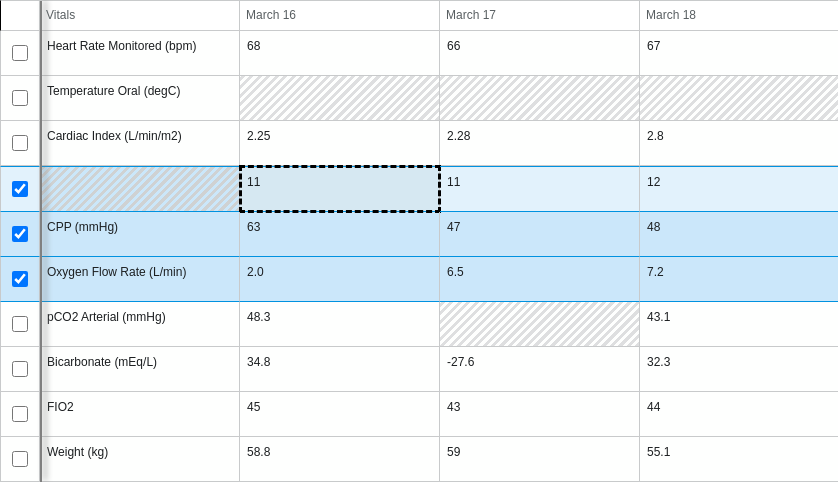 Vitals March 16 March 17 March 18
Heart Rate Monitored (bpm) 68 66 67
Temperature Oral (degC)
Cardiac Index (L/min/m2) 2.25 2.28 2.8
11 11 12
CPP (mmHg) 63 47 48
Oxygen Flow Rate (L/min) 2.0 6.5 7.2
pCO2 Arterial (mmHg) 48.3 43.1
Bicarbonate (mEq/L) 34.8 -27.6 32.3
FIO2 45 43 44
Weight (kg) 58.8 59 55.1